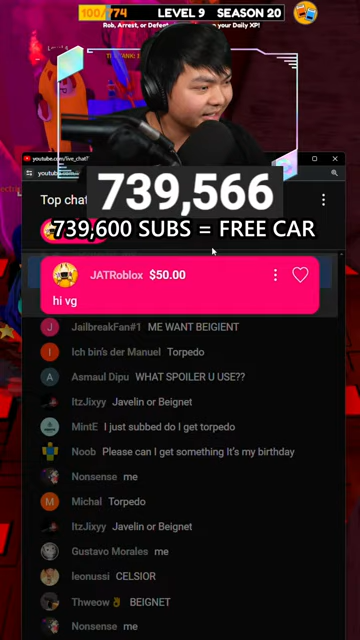 100/774 LEVEL 9 SEASON 20
Rob, Arrest, or Defeat
your Daily XP!
youtube.com/live_chat?
youtube.com
Top chat
739,566
739,600 SUBS = FREE CAR
JATRoblox $50.00
hi vg
JailbreakFan#1 ME WANT BEIGIENT
Ich bin's der Manuel Torpedo
Asmaul Dipu WHAT SPOILER U USE??
ItzJixyy Javelin or Beignet
MintE I just subbed do I get torpedo
Noob Please can I get something It's my birthday
Nonsense me
Michal Torpedo
ItzJixyy Javelin or Beignet
Gustavo Morales me
leonussi CELSIOR
Thweow BEIGNET
Nonsense me